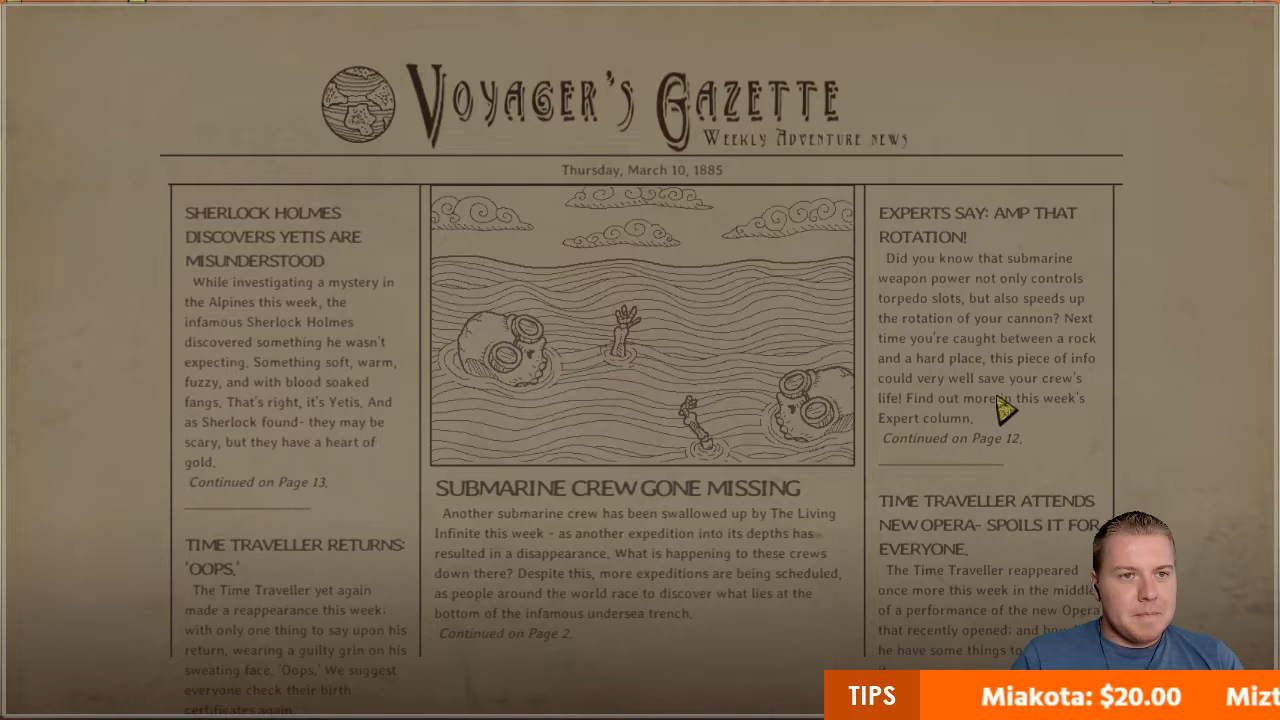 VOYAGER'S GAZETTE
WEEKLY ADVENTURE NEWS
Thursday, March 10, 1885
SHERLOCK HOLMES
DISCOVERS YETIS ARE
MISUNDERSTOOD
While investigating a mystery in
the Alpines this week, the
infamous Sherlock Holmes
discovered something he wasn't
expecting. Something soft, warm,
fuzzy, and with blood soaked
fangs. That's right, it's Yetis. And
as Sherlock found- they may be
scary, but they have a heart of
gold.
Continued on Page 13.
TIME TRAVELLER RETURNS:
'OOPS.'
The Time Traveller yet again
made a reappearance this week;
with only one thing to say upon his
return, wearing a guilty grin on his
sweating face. 'Oops.' We suggest
everyone check their birth
certificates again.
SUBMARINE CREW GONE MISSING
Another submarine crew has been swallowed up by The Living
Infinite this week - as another expedition into its depths has
resulted in a disappearance. What is happening to these crews
down there? Despite this, more expeditions are being scheduled,
as people around the world race to discover what lies at the
bottom of the infamous undersea trench.
Continued on Page 2.
EXPERTS SAY: AMP THAT
ROTATION!
Did you know that submarine
weapon power not only controls
torpedo slots, but also speeds up
the rotation of your cannon? Next
time you're caught between a rock
and a hard place, this piece of info
could very well save your crew's
life! Find out more in this week's
Expert column.
Continued on Page 12.
TIME TRAVELLER ATTENDS
NEW OPERA- SPOILS IT FOR
EVERYONE.
The Time Traveller reappeared
once more this week in the middle
of a performance of the new Opera
that recently opened; and
he have some things to
TIPS
Miakota: $20.00